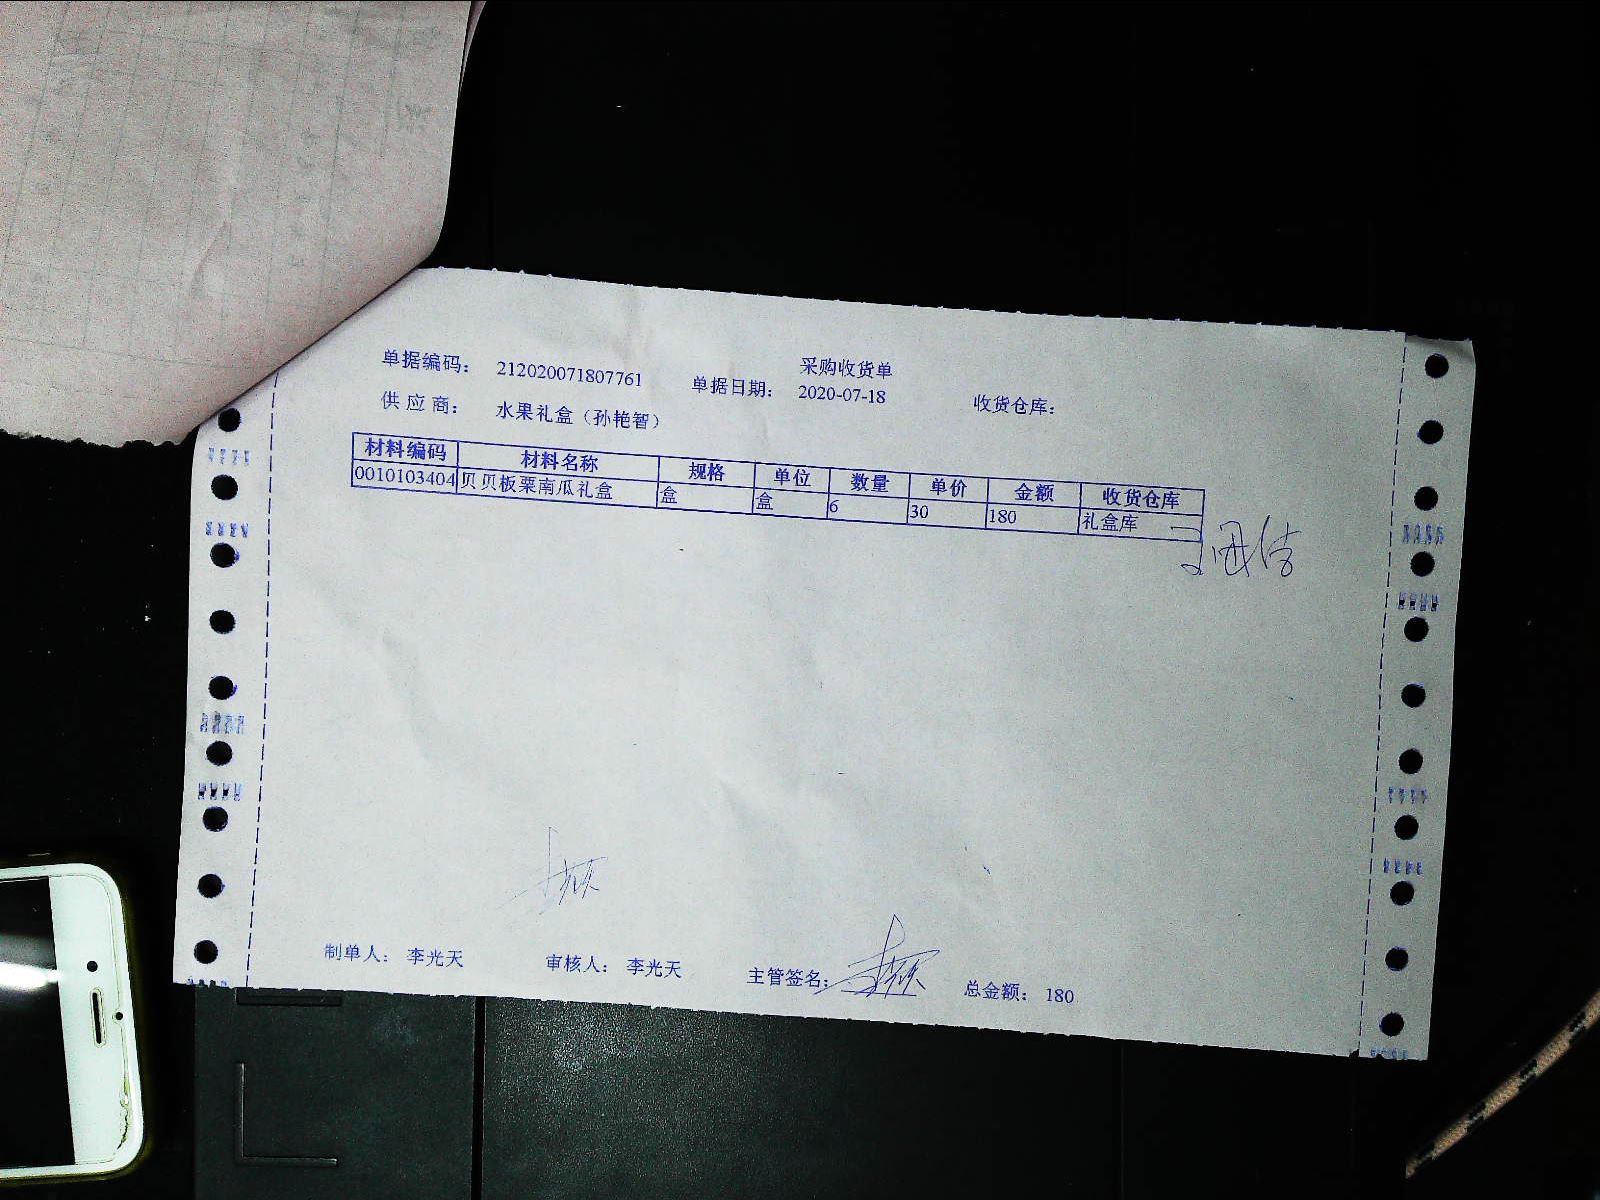 采购收货单
单据编码： 212020071807761 单据日期： 2020-07-18 收货仓库：
供 应 商： 水果礼盒（孙艳智）
材料编码 材料名称 规格 单位 数量 单价 金额 收货仓库
0010103404 贝贝板栗南瓜礼盒 盒 盒 6 30 180 礼盒库
制单人： 李光天 审核人： 李光天 主管签名： 总金额： 180